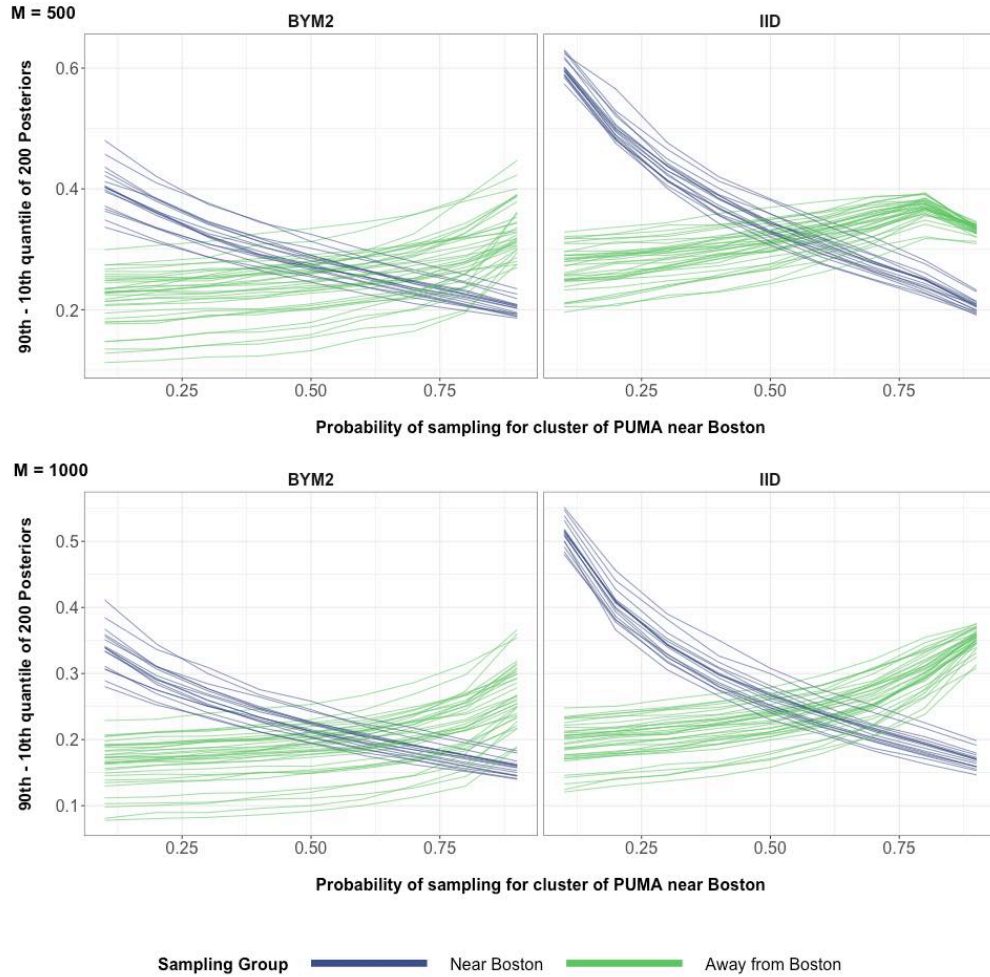 M = 500
BYM2 IID
90th - 10th quantile of 200 Posteriors
0.6
0.4
0.2
0.25 0.50 0.75 0.25 0.50 0.75
Probability of sampling for cluster of PUMA near Boston
M = 1000
BYM2 IID
90th - 10th quantile of 200 Posteriors
0.5
0.4
0.3
0.2
0.1
0.25 0.50 0.75 0.25 0.50 0.75
Probability of sampling for cluster of PUMA near Boston
Sampling Group Near Boston Away from Boston